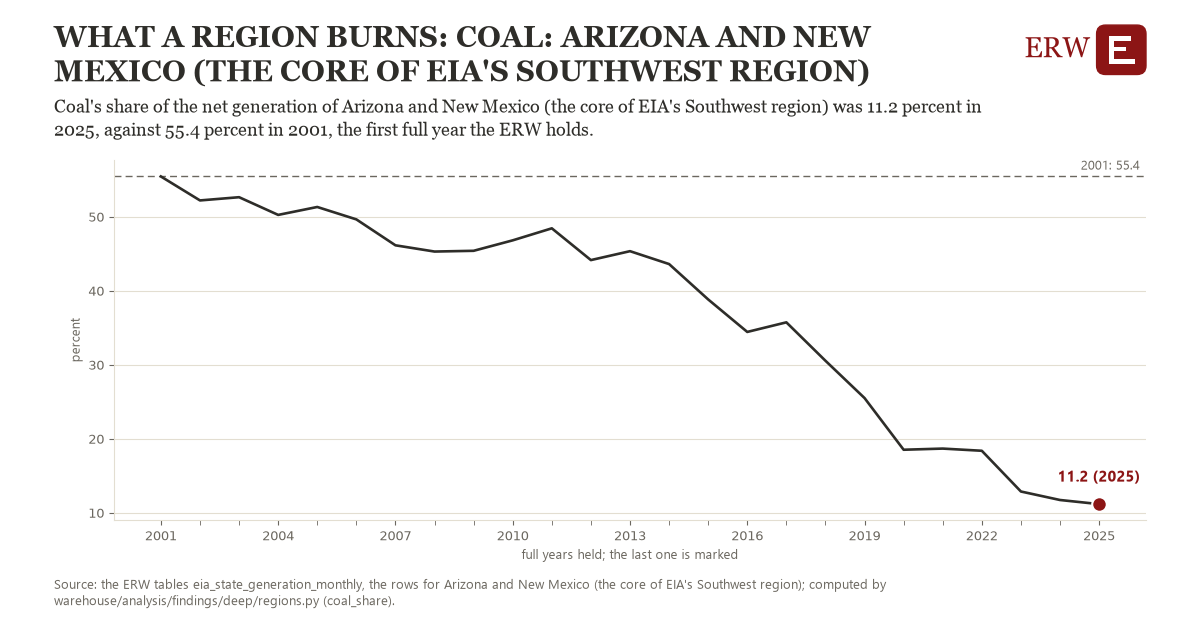 WHAT A REGION BURNS: COAL: ARIZONA AND NEW
MEXICO (THE CORE OF EIA'S SOUTHWEST REGION)
ERW E
Coal's share of the net generation of Arizona and New Mexico (the core of EIA's Southwest region) was 11.2 percent in
2025, against 55.4 percent in 2001, the first full year the ERW holds.
2001: 55.4
50
40
30
20
10
percent
11.2 (2025)
2001 2004 2007 2010 2013 2016 2019 2022 2025
full years held; the last one is marked
Source: the ERW tables eia_state_generation_monthly, the rows for Arizona and New Mexico (the core of EIA's Southwest region); computed by
warehouse/analysis/findings/deep/regions.py (coal_share).